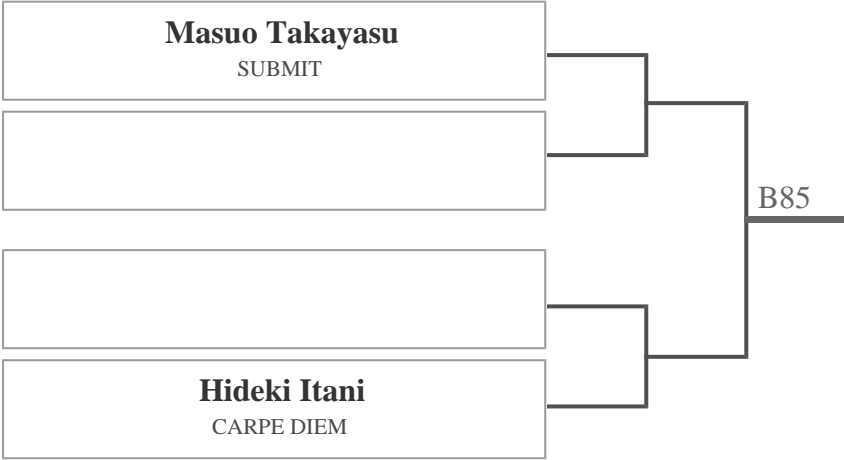 Masuo Takayasu
SUBMIT
B85
Hideki Itani
CARPE DIEM